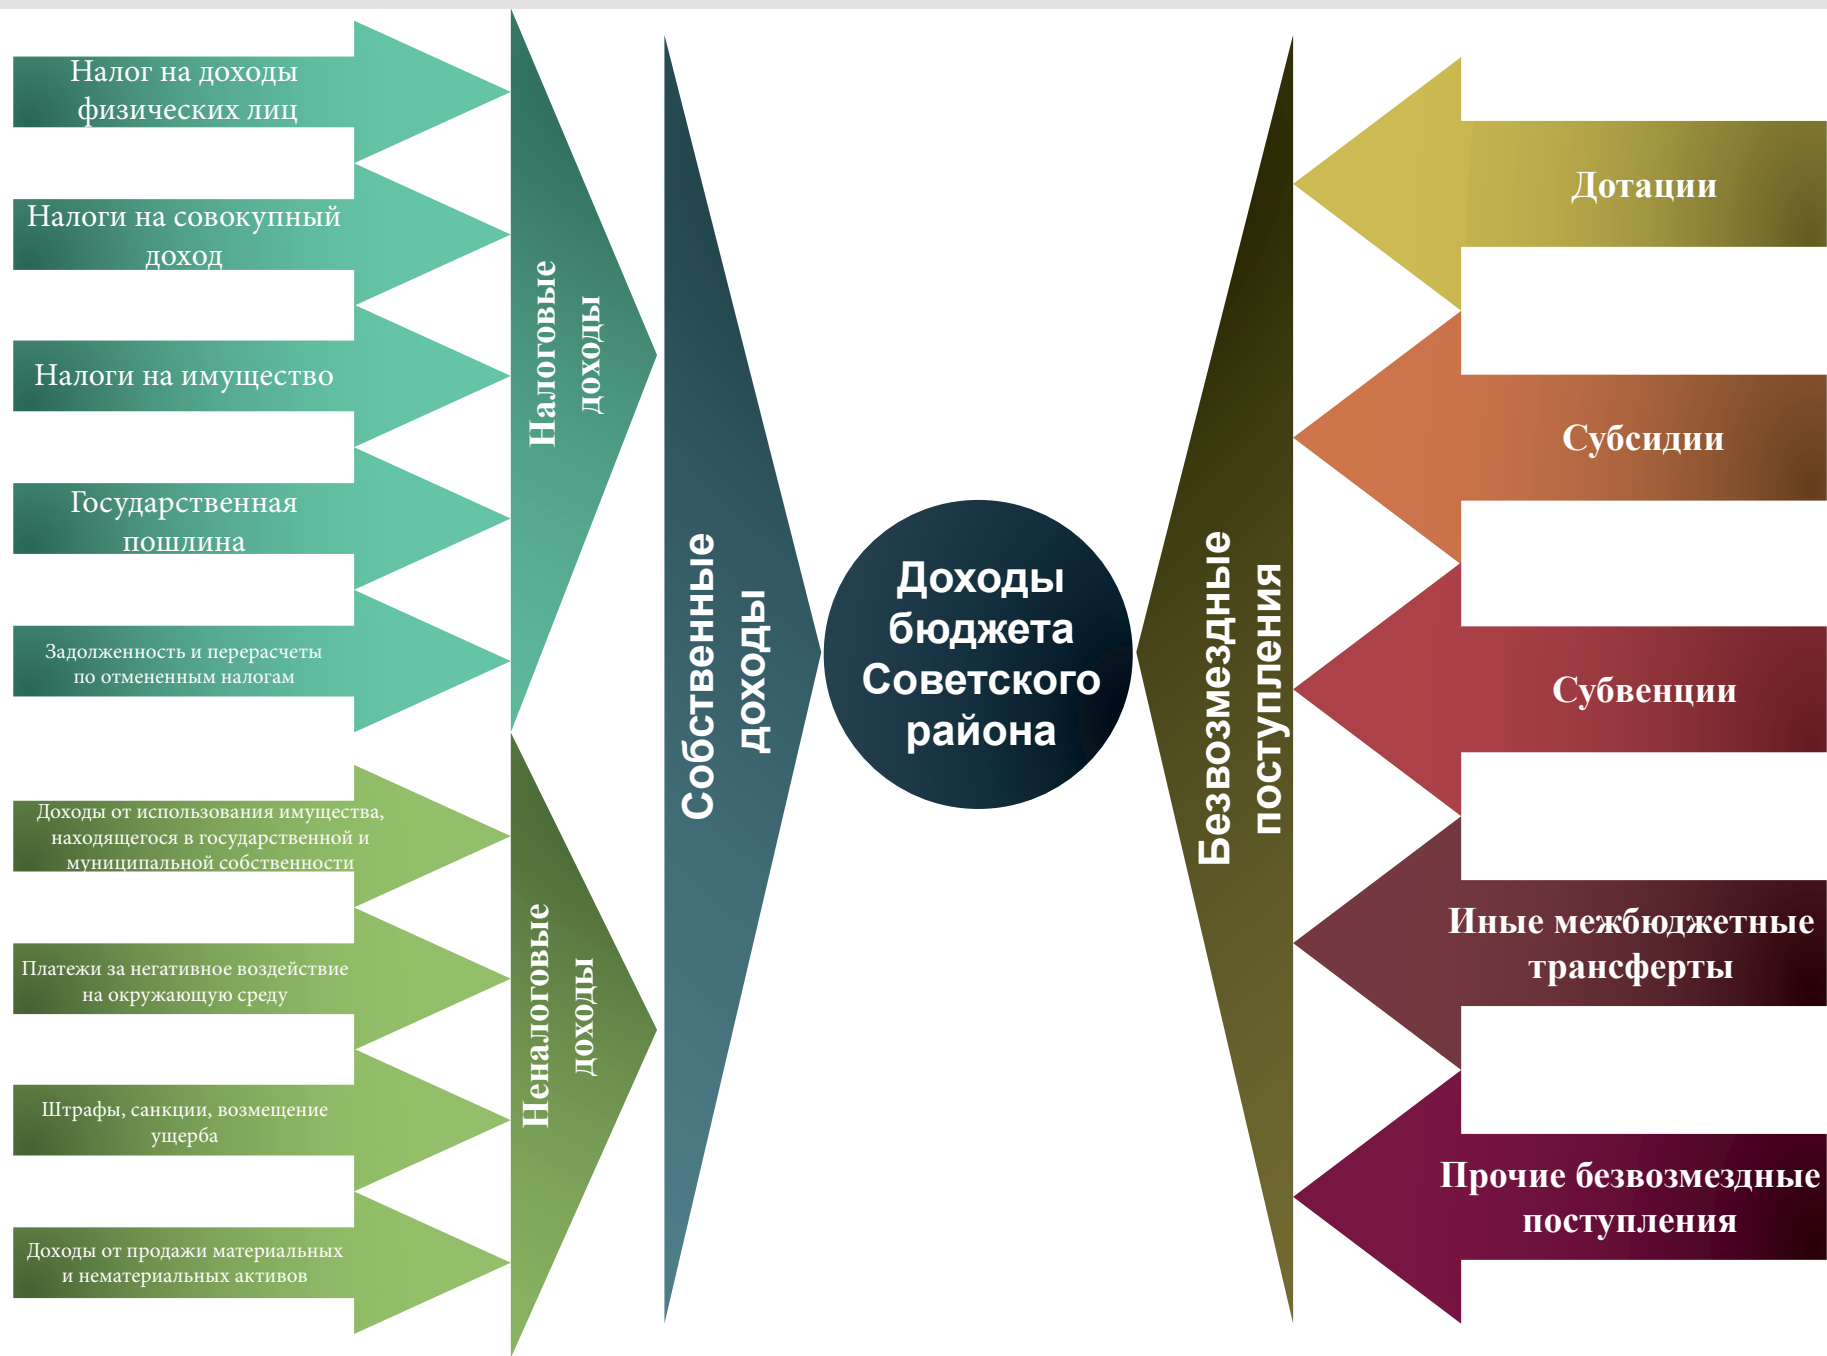 Налог на доходы
физических лиц
Налоги на совокупный
доход
Налоги на имущество
Государственная
пошлина
Задолженность и перерасчеты
по отмененным налогам
Налоговые
доходы
Доходы от использования имущества,
находящегося в государственной и
муниципальной собственности
Платежи за негативное воздействие
на окружающую среду
Штрафы, санкции, возмещение
ущерба
Доходы от продажи материальных
и нематериальных активов
Неналоговые
доходы
Собственные
доходы
Доходы
бюджета
Советского
района
Безвозмездные
поступления
Дотации
Субсидии
Субвенции
Иные межбюджетные
трансферты
Прочие безвозмездные
поступления